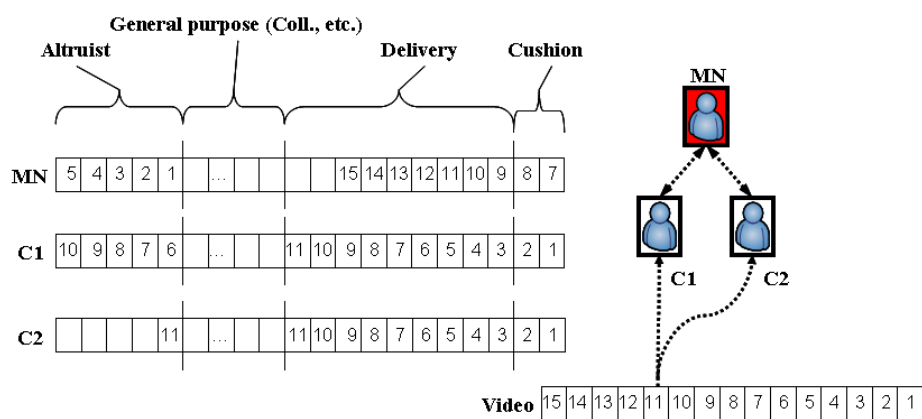 General purpose (Coll., etc.)
Altruist Delivery Cushion
MN
MN 5 4 3 2 1 ... 15 14 13 12 11 10 9 8 7
C1 10 9 8 7 6 ... 11 10 9 8 7 6 5 4 3 2 1
C1 C2
C2 11 ... 11 10 9 8 7 6 5 4 3 2 1
Video 15 14 13 12 11 10 9 8 7 6 5 4 3 2 1